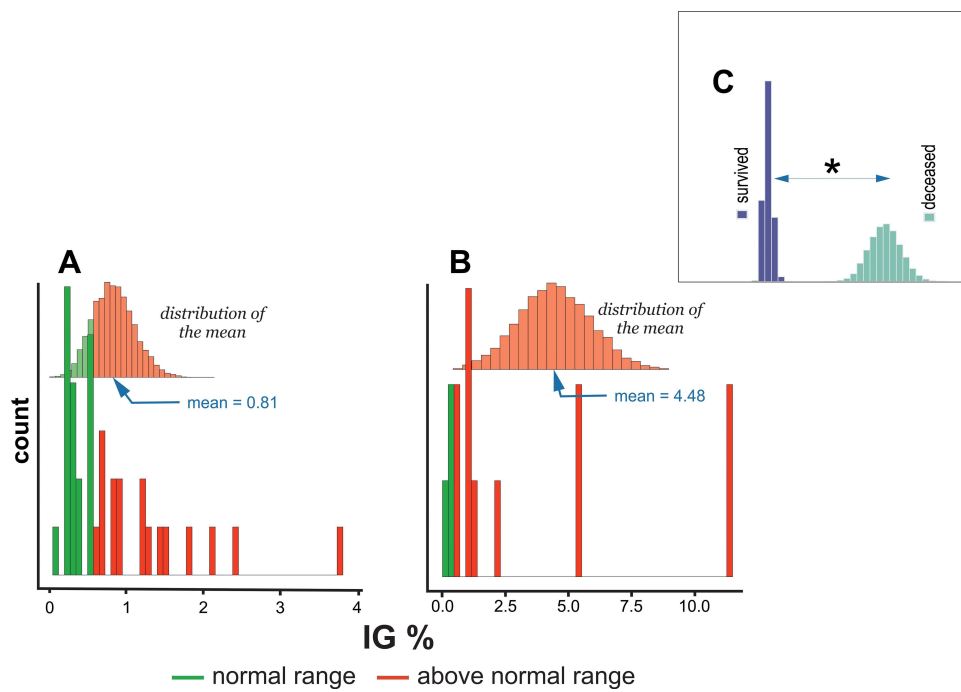 C
survived
*
deceased
A
distribution of
the mean
mean = 0.81
B
distribution of
the mean
mean = 4.48
count
0 1 2 3 4
0.0 2.5 5.0 7.5 10.0
IG %
normal range above normal range